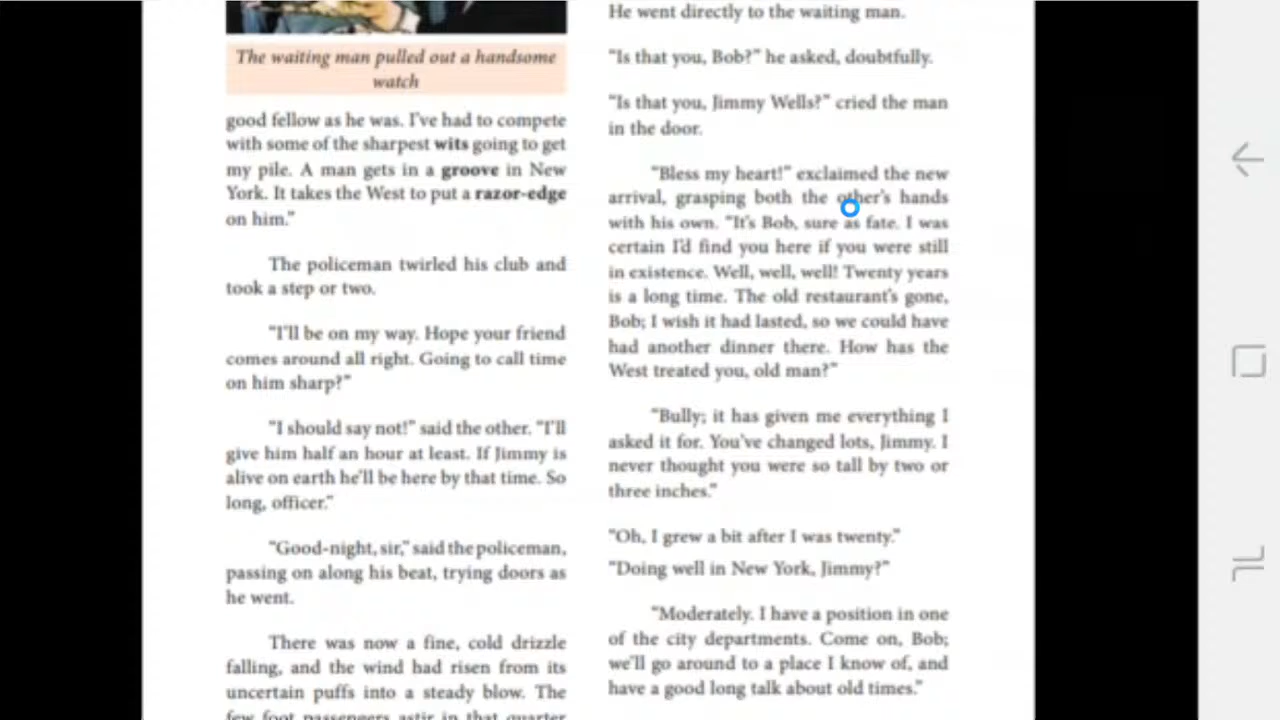 The waiting man pulled out a handsome
watch
good fellow as he was. I've had to compete
with some of the sharpest wits going to get
my pile. A man gets in a groove in New
York. It takes the West to put a razor-edge
on him."
The policeman twirled his club and
took a step or two.
"I'll be on my way. Hope your friend
comes around all right. Going to call time
on him sharp?"
"I should say not!" said the other. "I'll
give him half an hour at least. If Jimmy is
alive on earth he'll be here by that time. So
long, officer."
"Good-night, sir," said the policeman,
passing on along his beat, trying doors as
he went.
There was now a fine, cold drizzle
falling, and the wind had risen from its
uncertain puffs into a steady blow. The
few foot passengers astir in that quarter
He went directly to the waiting man.
"Is that you, Bob?" he asked, doubtfully.
"Is that you, Jimmy Wells?" cried the man
in the door.
"Bless my heart!" exclaimed the new
arrival, grasping both the other's hands
with his own. "It's Bob, sure as fate. I was
certain I'd find you here if you were still
in existence. Well, well, well! Twenty years
is a long time. The old restaurant's gone,
Bob; I wish it had lasted, so we could have
had another dinner there. How has the
West treated you, old man?"
"Bully; it has given me everything I
asked it for. You've changed lots, Jimmy. I
never thought you were so tall by two or
three inches."
"Oh, I grew a bit after I was twenty."
"Doing well in New York, Jimmy?"
"Moderately. I have a position in one
of the city departments. Come on, Bob;
we'll go around to a place I know of, and
have a good long talk about old times."